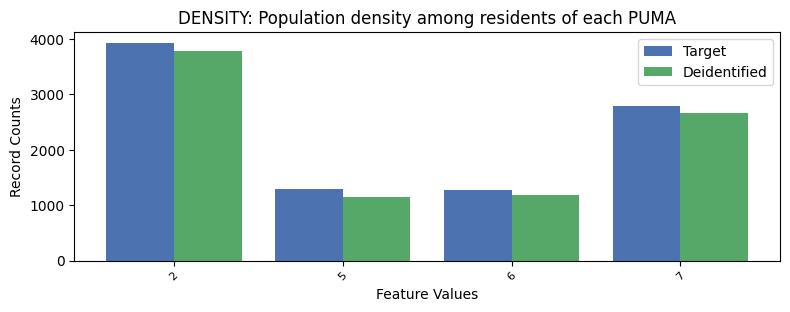 DENSITY: Population density among residents of each PUMA
Target
Deidentified
Record Counts
4000
3000
2000
1000
0
2
5
6
7
Feature Values